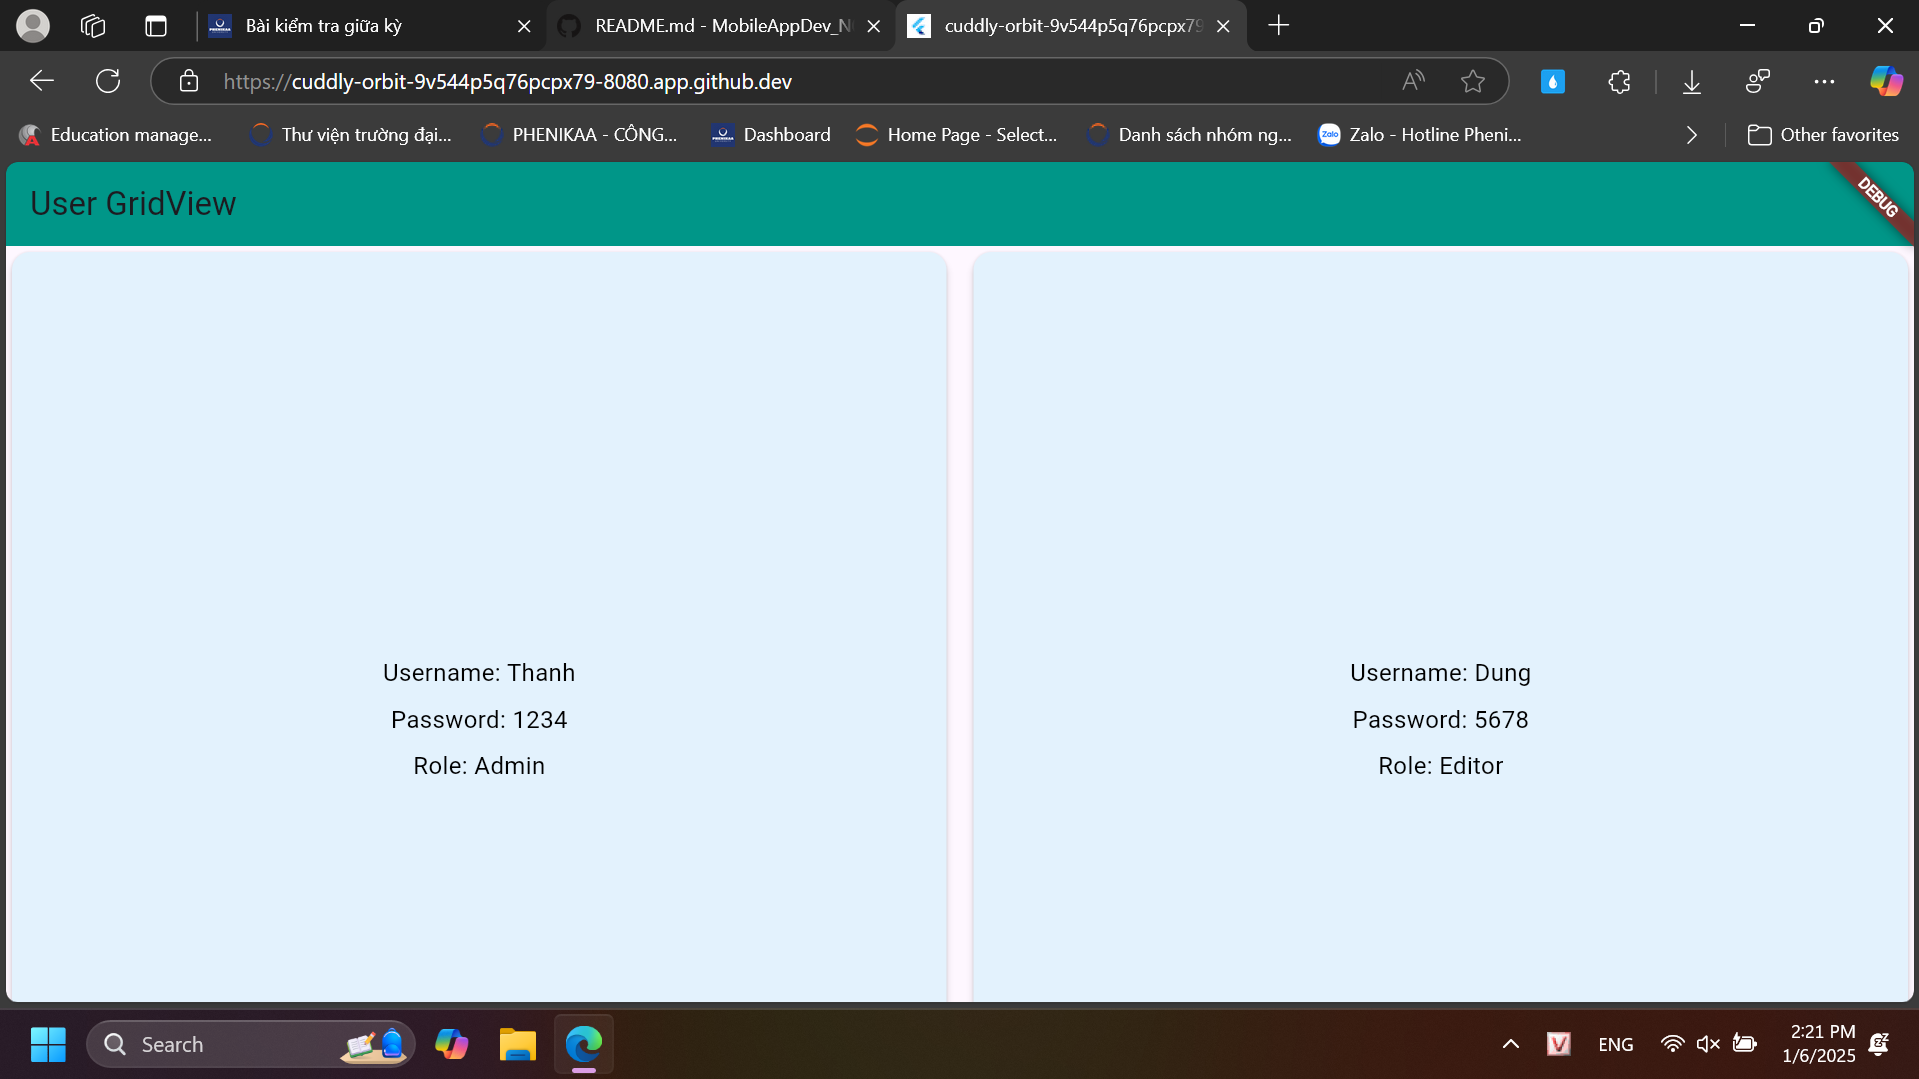 Bài kiểm tra giữa kỳ
README.md - MobileAppDev_N
cuddly-orbit-9v544p5q76pcpx79
https://cuddly-orbit-9v544p5q76pcpx79-8080.app.github.dev
Education manage...
Thư viện trường đại...
PHENIKAA - CÔNG...
Dashboard
Home Page - Select...
Danh sách nhóm ng...
Zalo
Zalo - Hotline Pheni...
Other favorites
User GridView
DEBUG
Username: Thanh
Password: 1234
Role: Admin
Username: Dung
Password: 5678
Role: Editor
Search
ENG
2:21 PM
1/6/2025